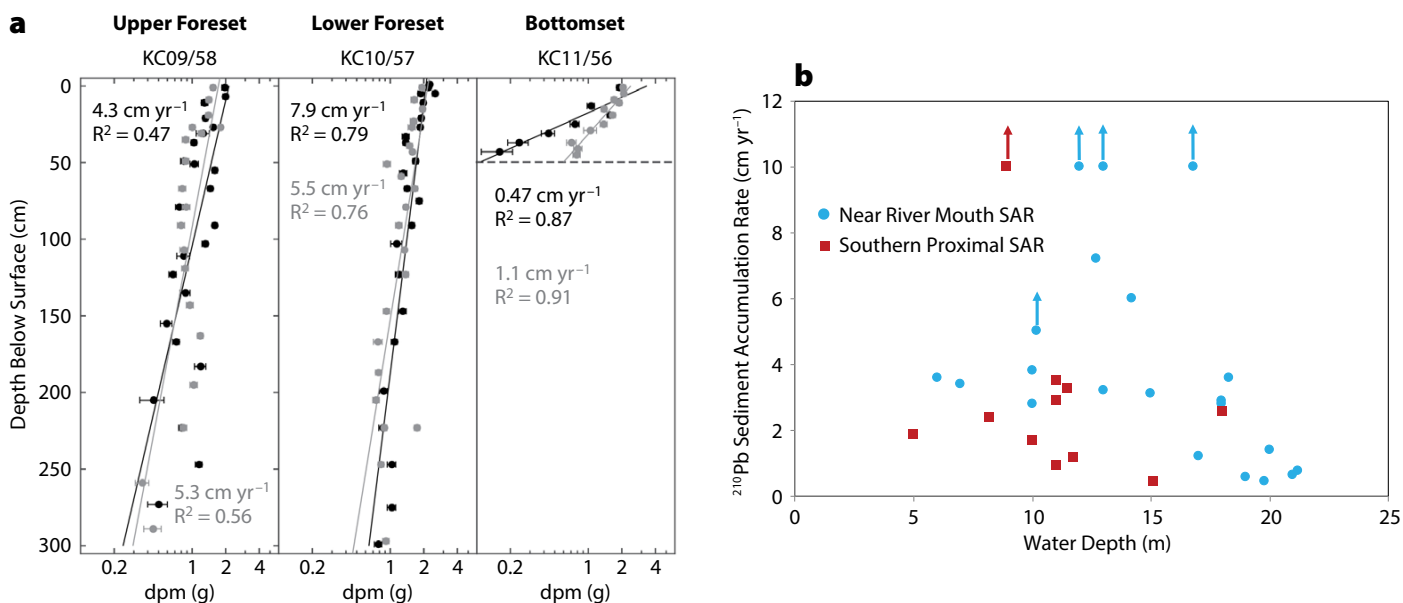 a
Upper Foreset
Lower Foreset
Bottomset
KC09/58
KC10/57
KC11/56
0
50
100
150
200
250
300
Depth Below Surface (cm)
4.3 cm yr⁻¹
R² = 0.47
5.3 cm yr⁻¹
R² = 0.56
7.9 cm yr⁻¹
R² = 0.79
5.5 cm yr⁻¹
R² = 0.76
0.47 cm yr⁻¹
R² = 0.87
1.1 cm yr⁻¹
R² = 0.91
0.2 1 2 4
0.2 1 2 4
0.2 1 2 4
dpm (g)
dpm (g)
dpm (g)
b
²¹⁰Pb Sediment Accumulation Rate (cm yr⁻¹)
12
10
8
6
4
2
0
Near River Mouth SAR
Southern Proximal SAR
0 5 10 15 20 25
Water Depth (m)